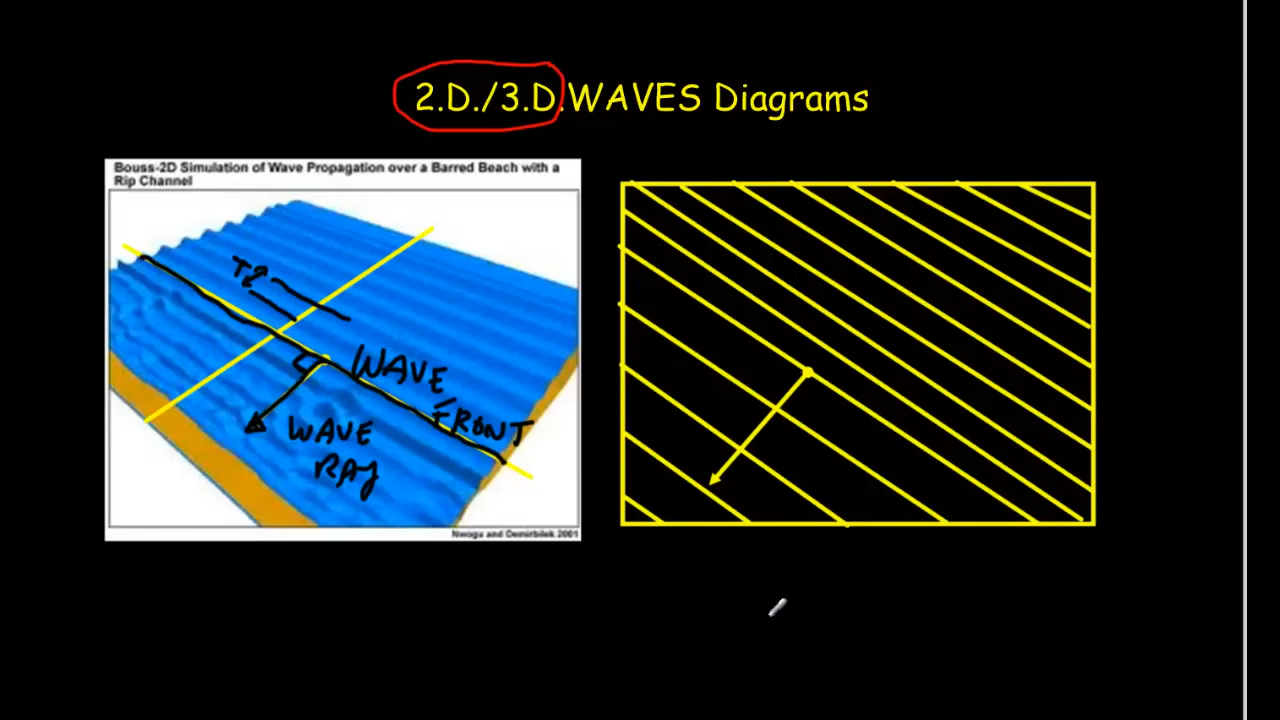 2.D./3.D.WAVES Diagrams
Bouss-2D Simulation of Wave Propagation over a Barred Beach with a
Rip Channel
WAVE
FRONT
WAVE
RAY
Nwogu and Demirbilek 2001